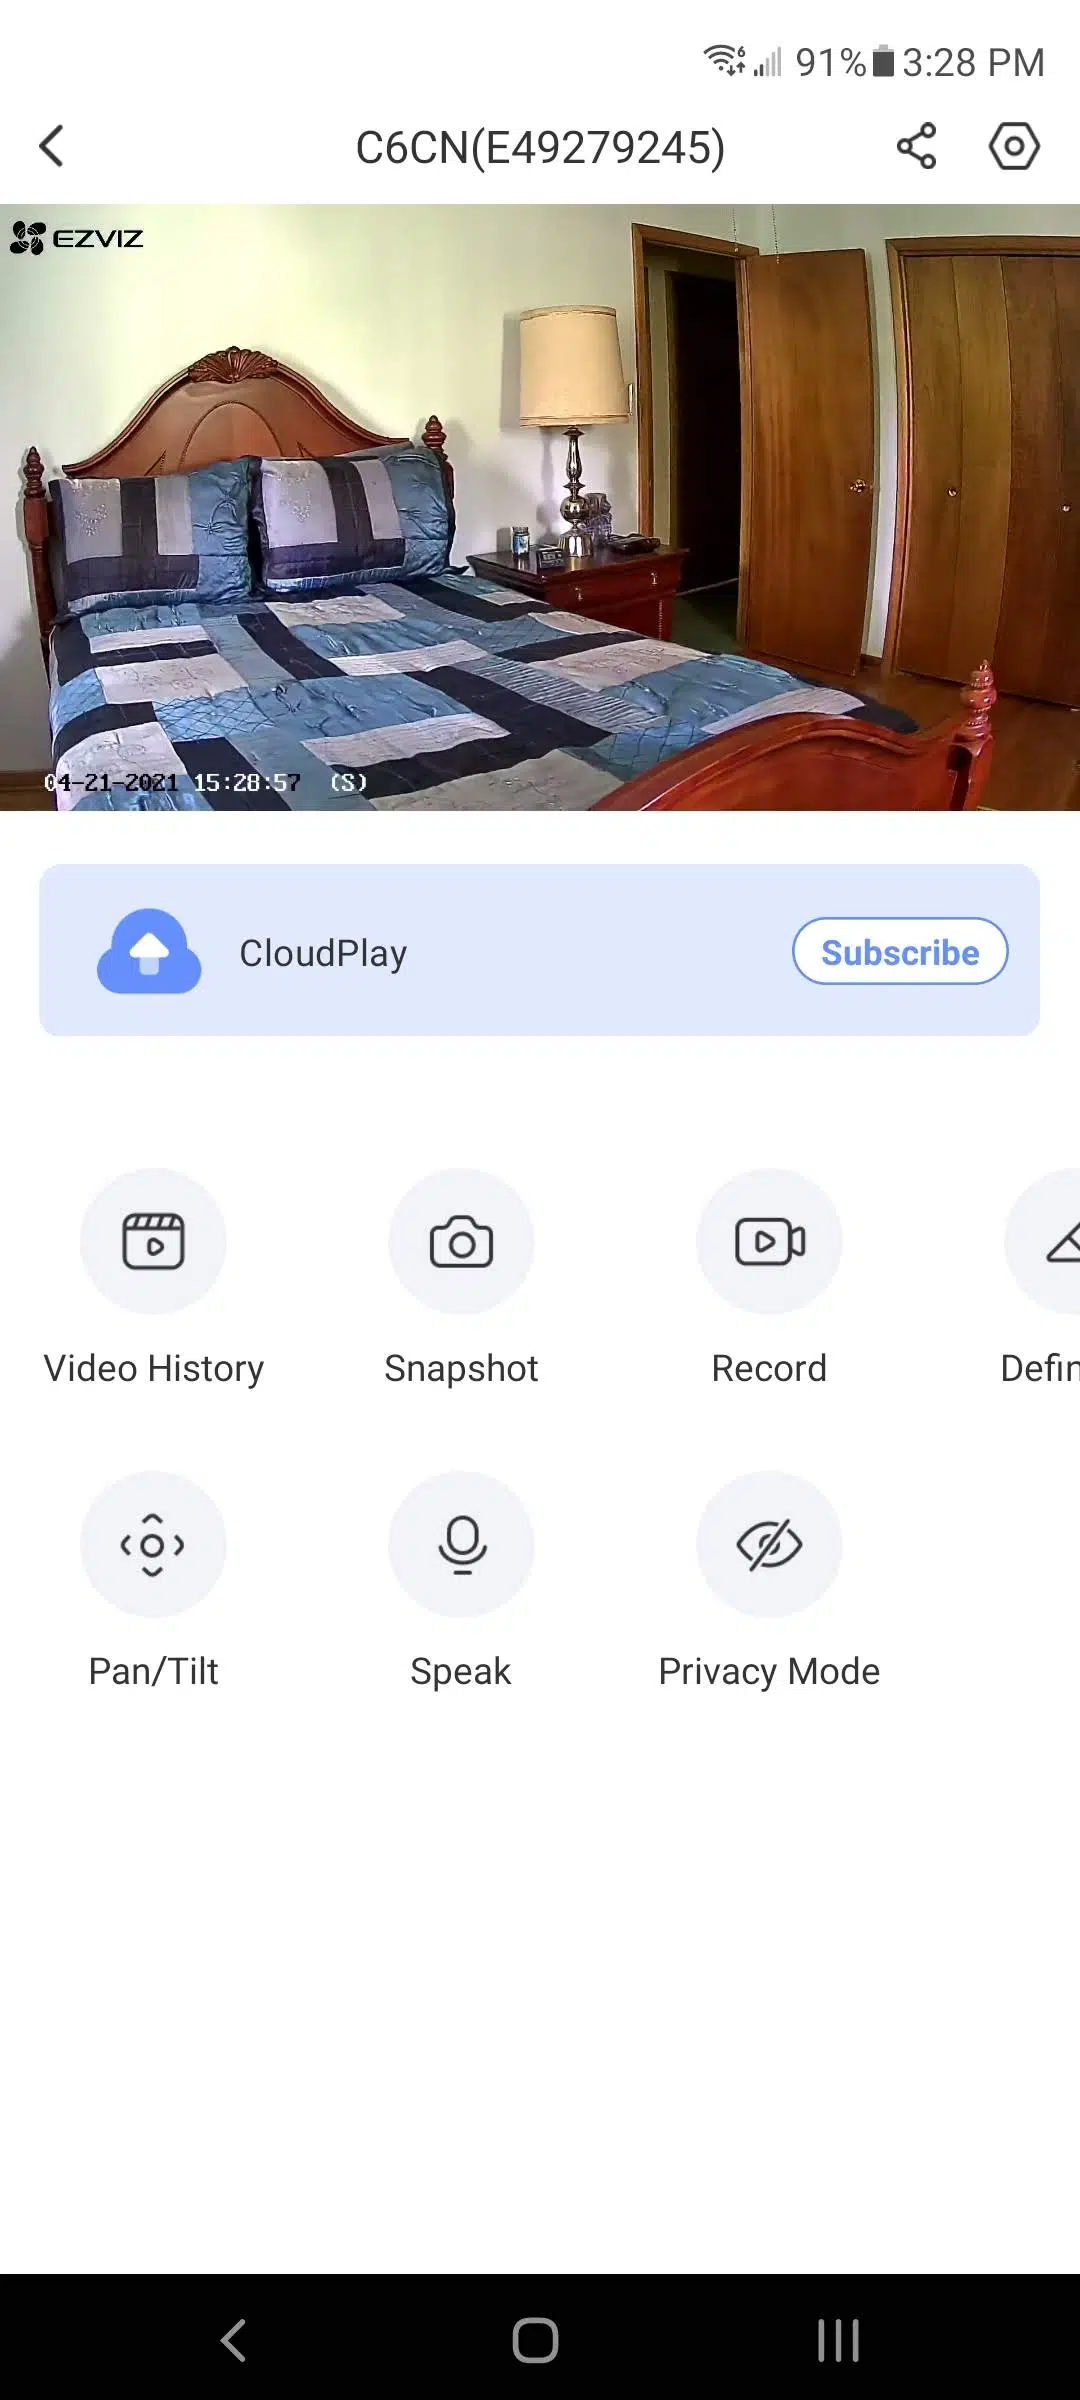 91% 3:28 PM
C6CN(E49279245)
EZVIZ
04-21-2021 15:28:57 (S)
CloudPlay
Subscribe
Video History
Snapshot
Record
Defin
Pan/Tilt
Speak
Privacy Mode